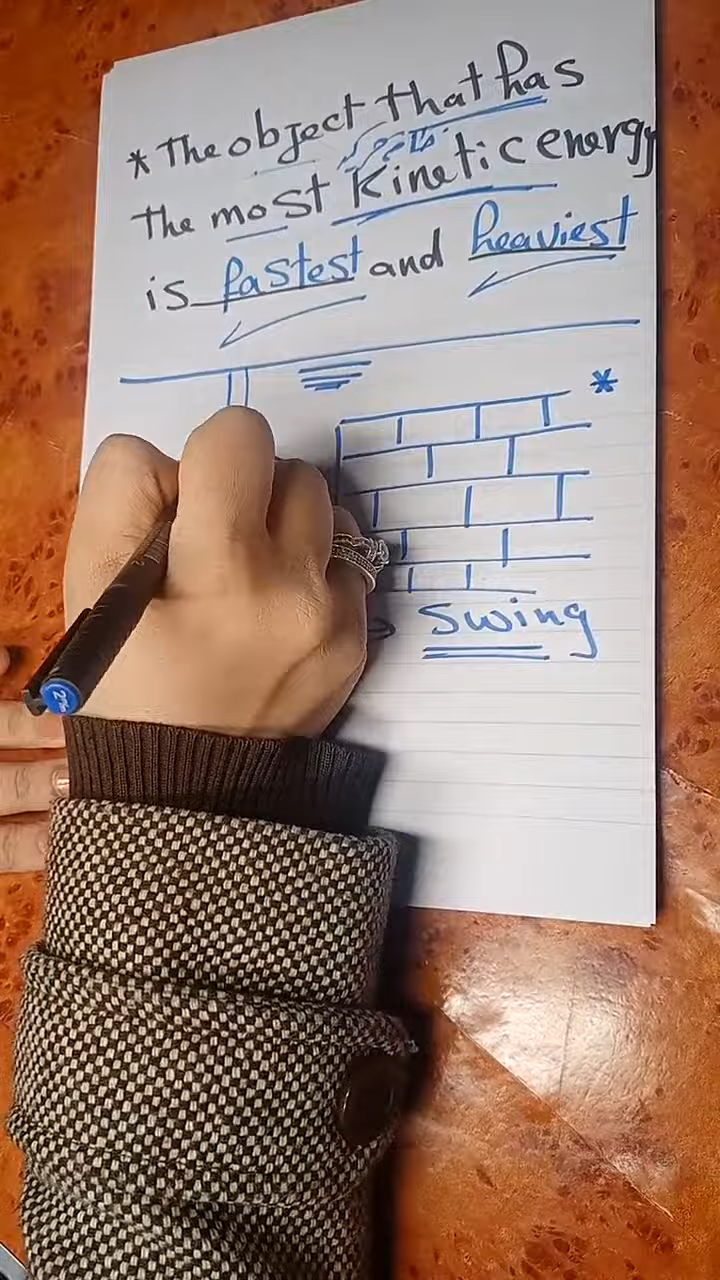 * The object that has
the most Kinetic energy
is fastest and heaviest
*
Swing